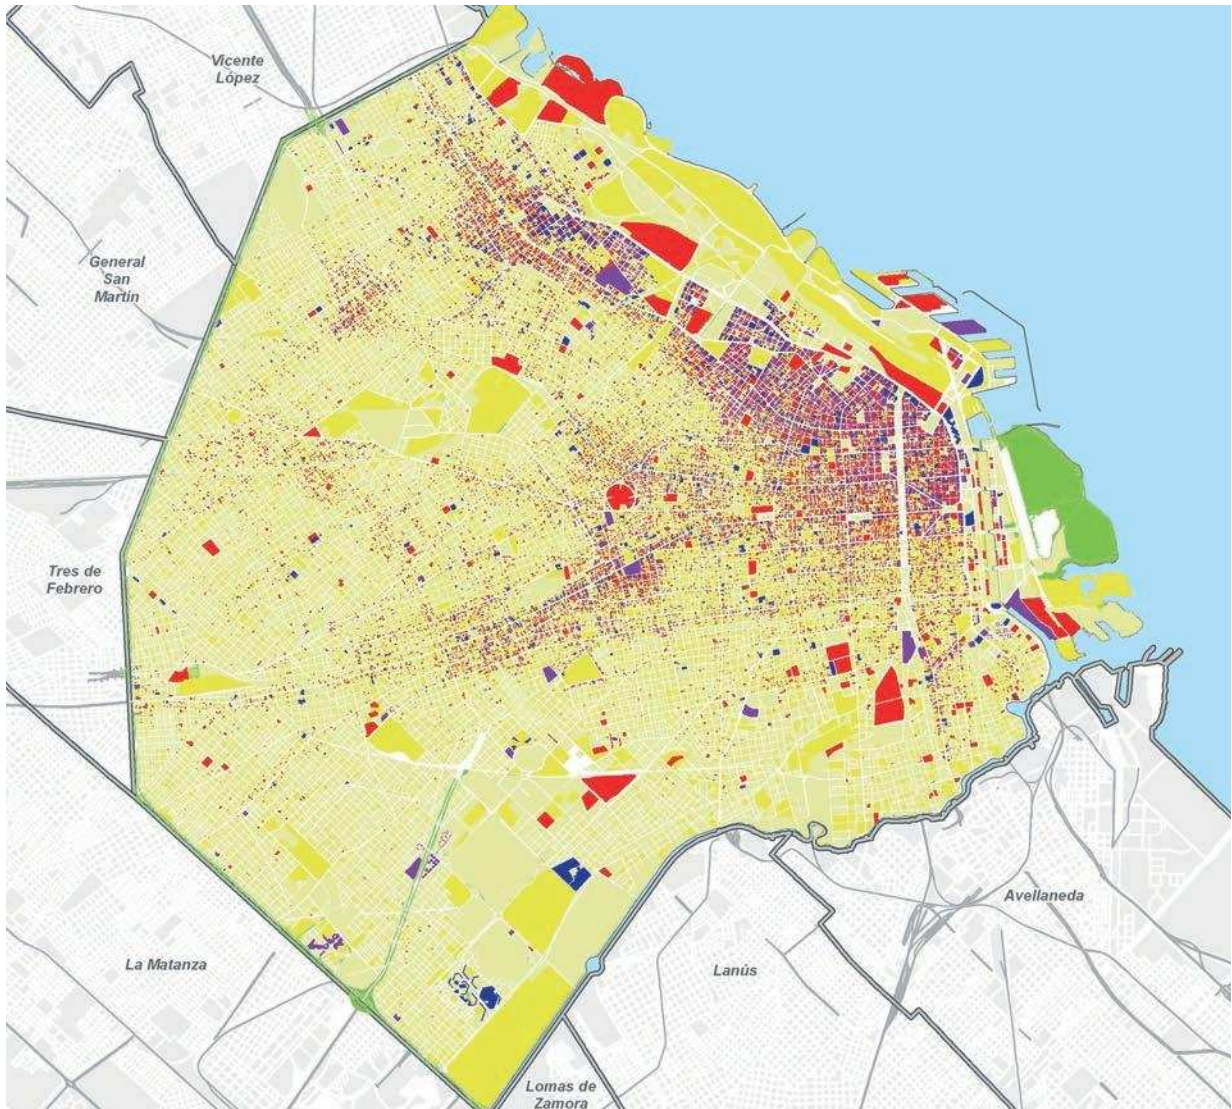 Vicente
López
General
San
Martín
Tres de
Febrero
La Matanza
Avellaneda
Lanús
Lomas de
Zamora